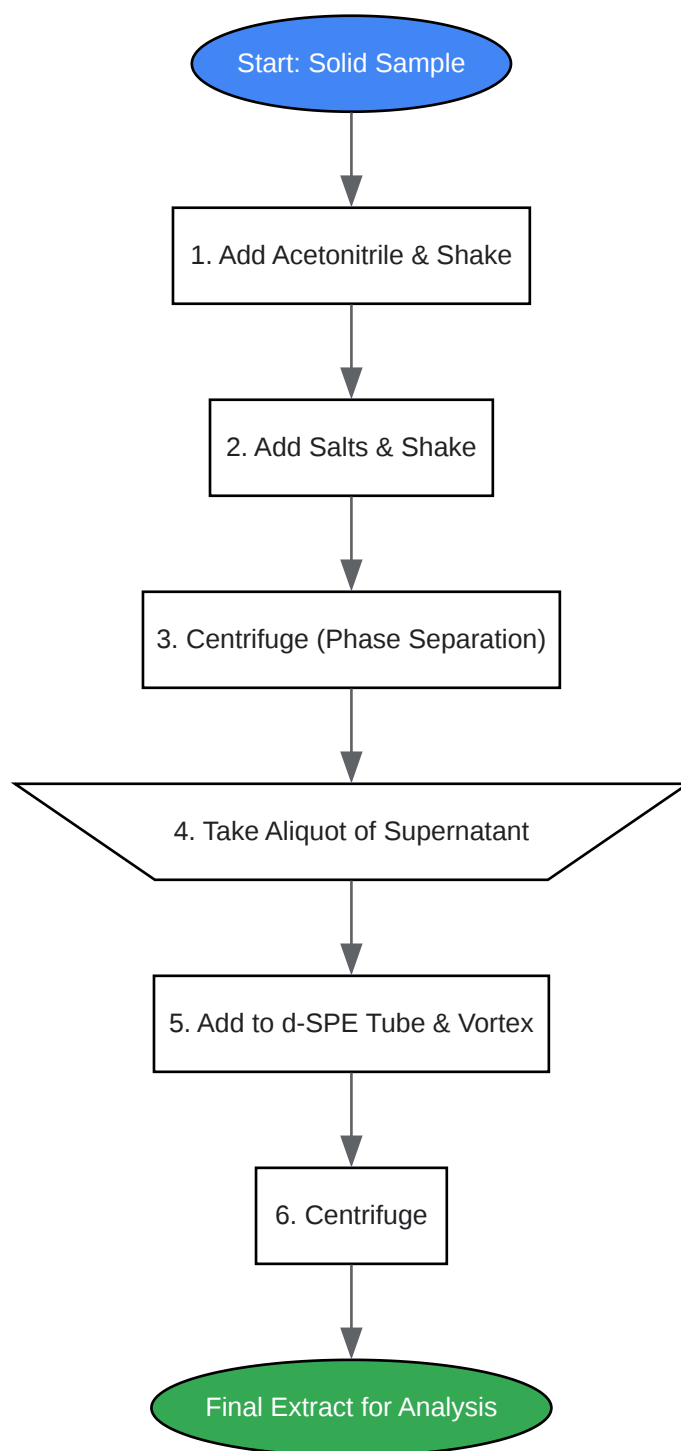 Start: Solid Sample
1. Add Acetonitrile & Shake
2. Add Salts & Shake
3. Centrifuge (Phase Separation)
4. Take Aliquot of Supernatant
5. Add to d-SPE Tube & Vortex
6. Centrifuge
Final Extract for Analysis